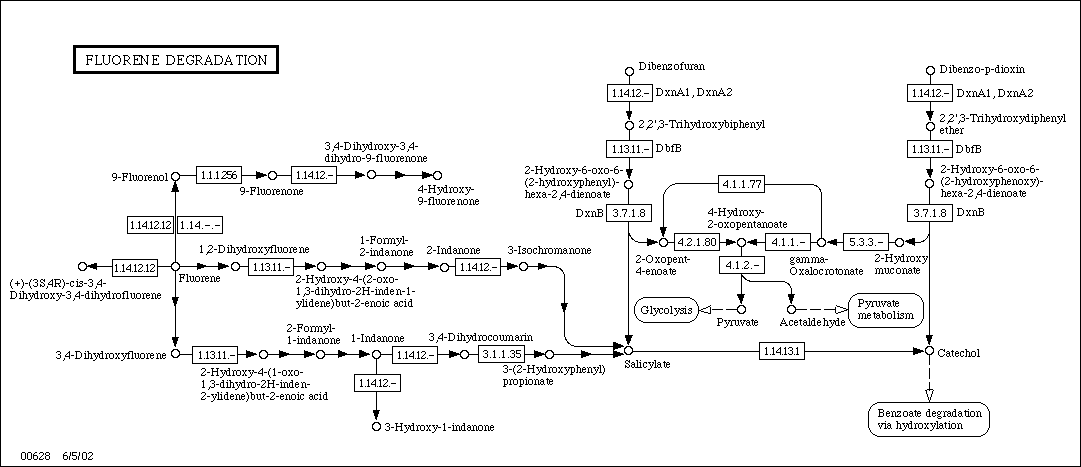 FLUORENE DEGRADATION
Dibenzofuran
Dibenzo-p-dioxin
1.14.12.-
DxnA1, DxnA2
1.14.12.-
DxnA1, DxnA2
2,2',3-Trihydroxybiphenyl
2,2',3-Trihydroxydiphenyl
ether
1.13.11.-
DbfB
1.13.11.-
DbfB
2-Hydroxy-6-oxo-6-
(2-hydroxyphenyl)-
hexa-2,4-dienoate
2-Hydroxy-6-oxo-6-
(2-hydroxyphenoxy)-
hexa-2,4-dienoate
3,4-Dihydroxy-3,4-
dihydro-9-fluorenone
9-Fluorenol
1.1.1.256
9-Fluorenone
1.14.12.-
4-Hydroxy-
9-fluorenone
4.1.1.77
DxnB
3.7.1.8
3.7.1.8
DxnB
4-Hydroxy-
2-oxopentanoate
1.14.12.12
1.14.-.-
4.2.1.80
4.1.1.-
5.3.3.-
2-Oxopent-
4-enoate
gamma-
Oxalocrotonate
2-Hydroxy
muconate
4.1.2.-
1,2-Dihydroxyfluorene
1-Formyl-
2-indanone
2-Indanone
3-Isochromanone
1.14.12.12
Fluorene
1.13.11.-
1.14.12.-
(+)-(3S,4R)-cis-3,4-
Dihydroxy-3,4-dihydrofluorene
2-Hydroxy-4-(2-oxo-
1,3-dihydro-2H-inden-1-
ylidene)but-2-enoic acid
Glycolysis
Pyruvate
Acetaldehyde
Pyruvate
metabolism
3,4-Dihydroxyfluorene
1.13.11.-
2-Formyl-
1-indanone
1-Indanone
1.14.12.-
3,4-Dihydrocoumarin
3.1.1.35
2-Hydroxy-4-(1-oxo-
1,3-dihydro-2H-inden-
2-ylidene)but-2-enoic acid
1.14.12.-
3-(2-Hydroxyphenyl)
propionate
Salicylate
1.14.13.1
Catechol
3-Hydroxy-1-indanone
Benzoate degradation
via hydroxylation
00628 6/5/02